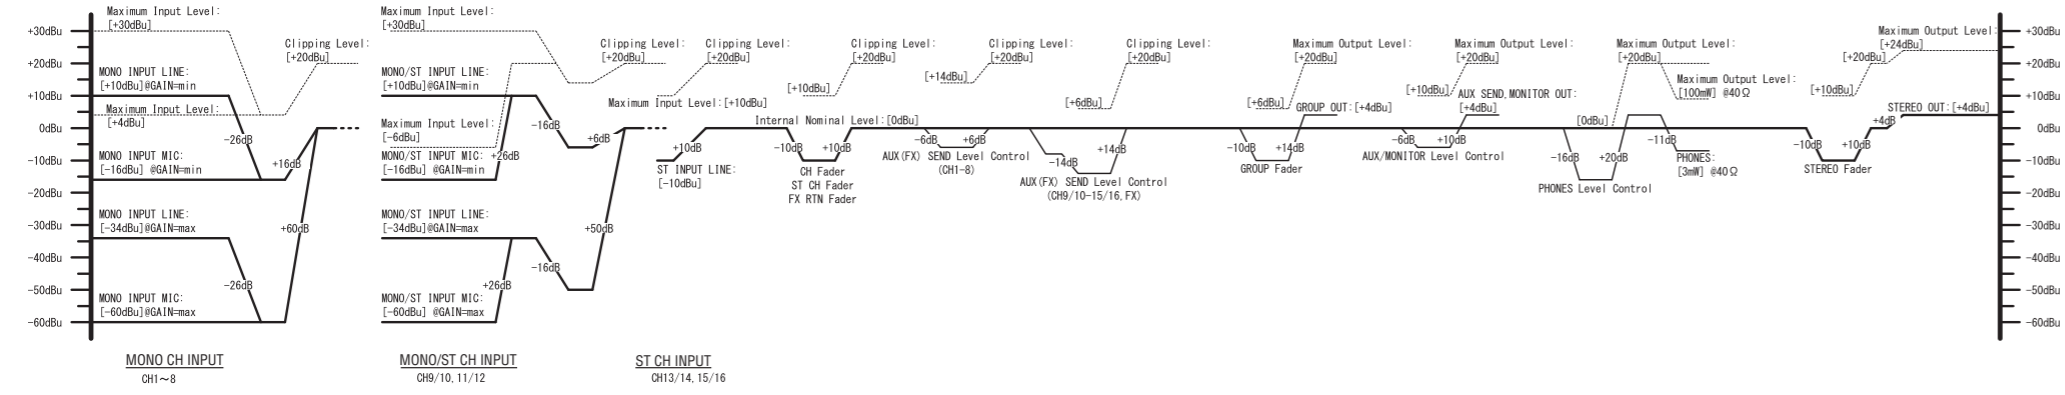 +30dBu
+20dBu
+10dBu
0dBu
-10dBu
-20dBu
-30dBu
-40dBu
-50dBu
-60dBu
Maximum Input Level:
[+30dBu]
Clipping Level:
[+20dBu]
MONO INPUT LINE:
[+10dBu]@GAIN=min
Maximum Input Level:
[+4dBu]
-26dB
+16dB
MONO INPUT MIC:
[-16dBu] @GAIN=min
MONO INPUT LINE:
[-34dBu]@GAIN=max
+60dB
-26dB
MONO INPUT MIC:
[-60dBu]@GAIN=max
MONO CH INPUT
CH1～8
Maximum Input Level:
[+30dBu]
Clipping Level:
[+20dBu]
MONO/ST INPUT LINE:
[+10dBu]@GAIN=min
Maximum Input Level:
[-6dBu]
-16dB
+6dB
MONO/ST INPUT MIC:
[-16dBu] @GAIN=min
+26dB
MONO/ST INPUT LINE:
[-34dBu]@GAIN=max
+50dB
-16dB
+26dB
MONO/ST INPUT MIC:
[-60dBu] @GAIN=max
MONO/ST CH INPUT
CH9/10, 11/12
Clipping Level:
[+20dBu]
Maximum Input Level:[+10dBu]
+10dB
ST INPUT LINE:
[-10dBu]
ST CH INPUT
CH13/14, 15/16
Internal Nominal Level:[0dBu]
Clipping Level:
[+20dBu]
[+10dBu]
-10dB
+10dB
CH Fader
ST CH Fader
FX RTN Fader
Clipping Level:
[+20dBu]
[+14dBu]
-6dB
+6dB
AUX(FX) SEND Level Control
(CH1-8)
Clipping Level:
[+20dBu]
[+6dBu]
-14dB
+14dB
AUX(FX) SEND Level Control
(CH9/10-15/16, FX)
Maximum Output Level:
[+20dBu]
[+6dBu]
GROUP OUT:[+4dBu]
-10dB
+14dB
GROUP Fader
Maximum Output Level:
[+20dBu]
[+10dBu]
AUX SEND,MONITOR OUT:
[+4dBu]
-6dB
+10dB
AUX/MONITOR Level Control
Maximum Output Level:
[+20dBu]
Maximum Output Level:
[100mW] @40Ω
[0dBu]
-16dB
+20dB
-11dB
PHONES:
[3mW] @40Ω
PHONES Level Control
Maximum Output Level:
[+24dBu]
[+20dBu]
[+10dBu]
STEREO OUT:[+4dBu]
+4dB
-10dB
+10dB
STEREO Fader
+30dBu
+20dBu
+10dBu
0dBu
-10dBu
-20dBu
-30dBu
-40dBu
-50dBu
-60dBu